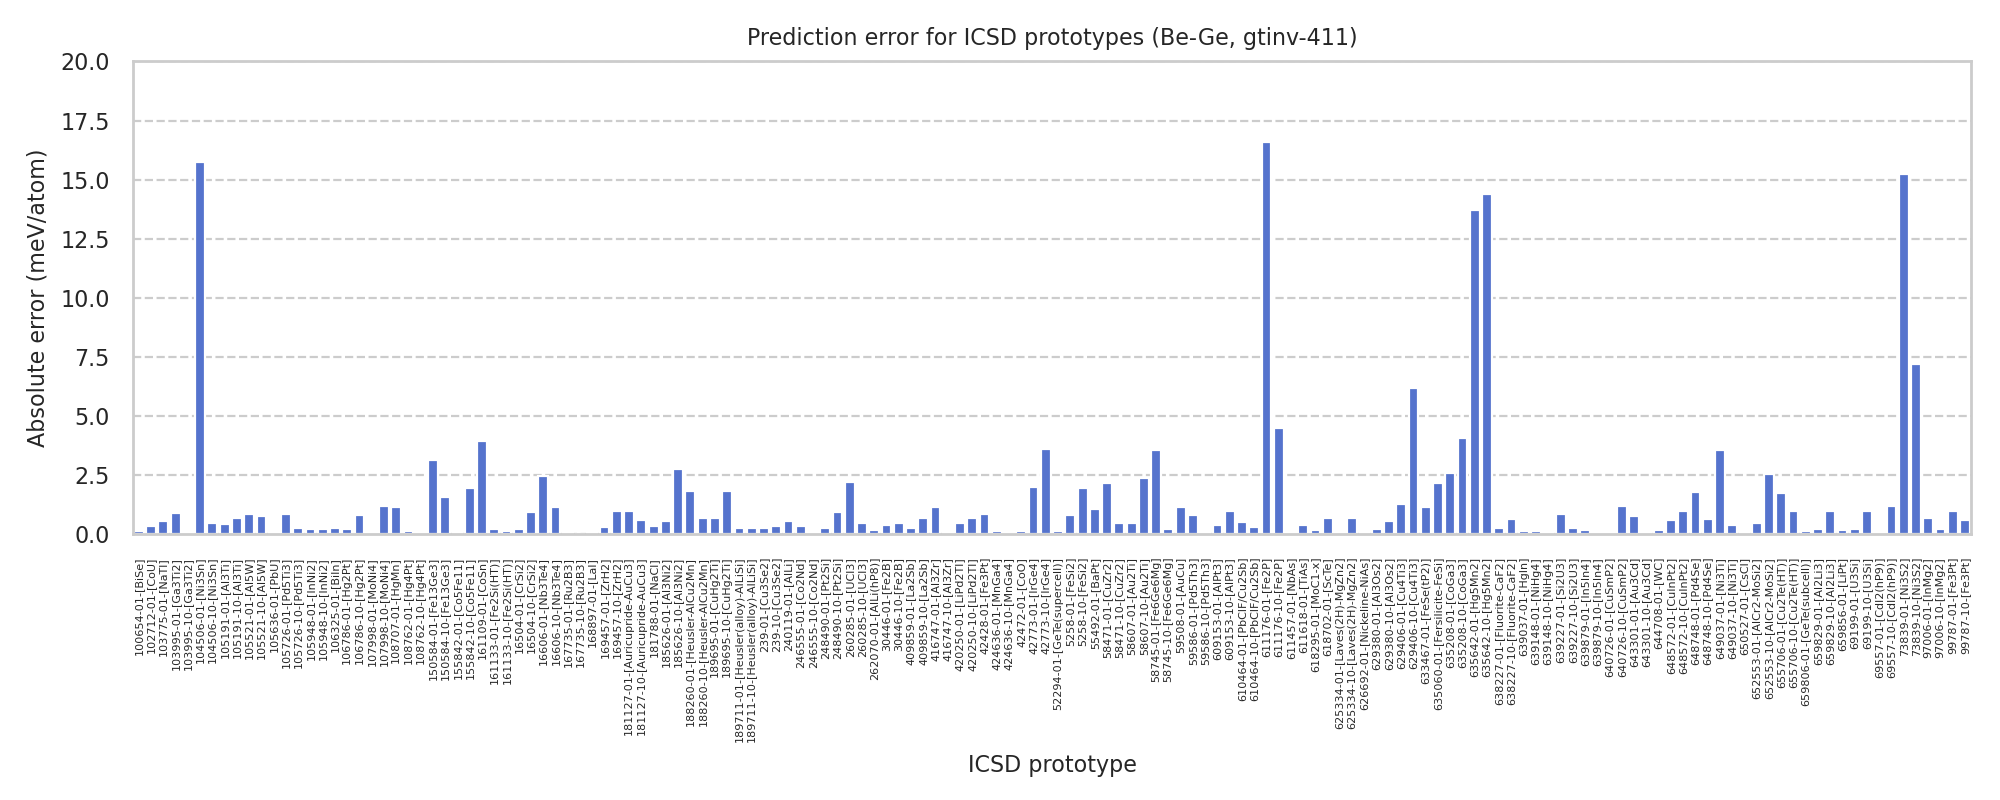 Prediction error for ICSD prototypes (Be-Ge, gtinv-411)
Absolute error (meV/atom)
20.0
17.5
15.0
12.5
10.0
7.5
5.0
2.5
0.0
100654-01-[BiSe]
102712-01-[CoU]
103775-01-[NaTl]
103995-01-[Ga3Ti2]
103995-10-[Ga3Ti2]
104506-01-[Ni3Sn]
104506-10-[Ni3Sn]
105191-01-[Al3Ti]
105191-10-[Al3Ti]
105521-01-[Al5W]
105521-10-[Al5W]
105636-01-[PbU]
105726-01-[Pd5Ti3]
105726-10-[Pd5Ti3]
105948-01-[InNi2]
105948-10-[InNi2]
106325-01-[BiIn]
106786-01-[Hg2Pt]
106786-10-[Hg2Pt]
107998-01-[MoNi4]
107998-10-[MoNi4]
108707-01-[HgMn]
108762-01-[Hg4Pt]
108762-10-[Hg4Pt]
150584-01-[Fe13Ge3]
150584-10-[Fe13Ge3]
155842-01-[Co5Fe11]
155842-10-[Co5Fe11]
161109-01-[CoSn]
161133-01-[Fe2Si(HT)]
161133-10-[Fe2Si(HT)]
16504-01-[CrSi2]
16504-10-[CrSi2]
16606-01-[Nb3Te4]
16606-10-[Nb3Te4]
167735-01-[Ru2B3]
167735-10-[Ru2B3]
168897-01-[LaI]
169457-01-[ZrH2]
169457-10-[ZrH2]
181127-01-[Auricupride-AuCu3]
181127-10-[Auricupride-AuCu3]
181788-01-[NaCl]
185626-01-[Al3Ni2]
185626-10-[Al3Ni2]
188260-01-[Heusler-AlCu2Mn]
188260-10-[Heusler-AlCu2Mn]
189695-01-[CuHg2Ti]
189695-10-[CuHg2Ti]
189711-01-[Heusler(alloy)-AlLiSi]
189711-10-[Heusler(alloy)-AlLiSi]
239-01-[Cu3Se2]
239-10-[Cu3Se2]
240119-01-[AlLi]
246555-01-[Co2Nd]
246555-10-[Co2Nd]
248490-01-[Pt2Si]
248490-10-[Pt2Si]
260285-01-[UCl3]
260285-10-[UCl3]
262070-01-[AlLi(hP8)]
30446-01-[Fe2B]
30446-10-[Fe2B]
409859-01-[La2Sb]
409859-10-[La2Sb]
416747-01-[Al3Zr]
416747-10-[Al3Zr]
420250-01-[LiPd2Tl]
420250-10-[LiPd2Tl]
42428-01-[Fe3Pt]
424636-01-[MnGa4]
424636-10-[MnGa4]
42472-01-[CoO]
42773-01-[IrGe4]
42773-10-[IrGe4]
52294-01-[GeTe(supercell)]
5258-01-[FeSi2]
5258-10-[FeSi2]
55492-01-[BaPt]
58471-01-[CuZr2]
58471-10-[CuZr2]
58607-01-[Au2Ti]
58607-10-[Au2Ti]
58745-01-[Fe6Ge6Mg]
58745-10-[Fe6Ge6Mg]
59508-01-[AuCu]
59586-01-[Pd5Th3]
59586-10-[Pd5Th3]
609153-01-[AlPt3]
609153-10-[AlPt3]
610464-01-[PbClF/Cu2Sb]
610464-10-[PbClF/Cu2Sb]
611176-01-[Fe2P]
611176-10-[Fe2P]
611457-01-[NbAs]
611618-01-[TiAs]
618295-01-[MoC1-x]
618702-01-[ScTe]
625334-01-[Laves(2H)-MgZn2]
625334-10-[Laves(2H)-MgZn2]
626692-01-[Nickeline-NiAs]
629380-01-[Al3Os2]
629380-10-[Al3Os2]
629406-01-[Cu4Ti3]
629406-10-[Cu4Ti3]
633467-01-[FeSe(tP2)]
635060-01-[Fersilicite-FeSi]
635208-01-[CoGa3]
635208-10-[CoGa3]
635642-01-[Hg5Mn2]
635642-10-[Hg5Mn2]
638227-01-[Fluorite-CaF2]
638227-10-[Fluorite-CaF2]
639037-01-[HgIn]
639148-01-[NiHg4]
639148-10-[NiHg4]
639227-01-[Si2U3]
639227-10-[Si2U3]
639879-01-[InSIn4]
639879-10-[InSIn4]
640726-01-[CuSmP2]
640726-10-[CuSmP2]
643301-01-[Au3Cd]
643301-10-[Au3Cd]
644708-01-[WC]
648572-01-[CuInPt2]
648572-10-[CuInPt2]
648748-01-[Pd4Se]
648748-10-[Pd4Se]
649037-01-[Ni3Ti]
649037-10-[Ni3Ti]
650527-01-[CsCl]
652553-01-[AlCr2-MoSi2]
652553-10-[AlCr2-MoSi2]
655706-01-[Cu2Te(HT)]
655706-10-[Cu2Te(HT)]
659806-01-[GeTe(subcell)]
659829-01-[Al2Li3]
659829-10-[Al2Li3]
659856-01-[LiPt]
69199-01-[U3Si]
69199-10-[U3Si]
69557-01-[CdI2(hP9)]
69557-10-[CdI2(hP9)]
73839-01-[Ni3S2]
73839-10-[Ni3S2]
97006-01-[InMg2]
97006-10-[InMg2]
99787-01-[Fe3Pt]
99787-10-[Fe3Pt]
ICSD prototype